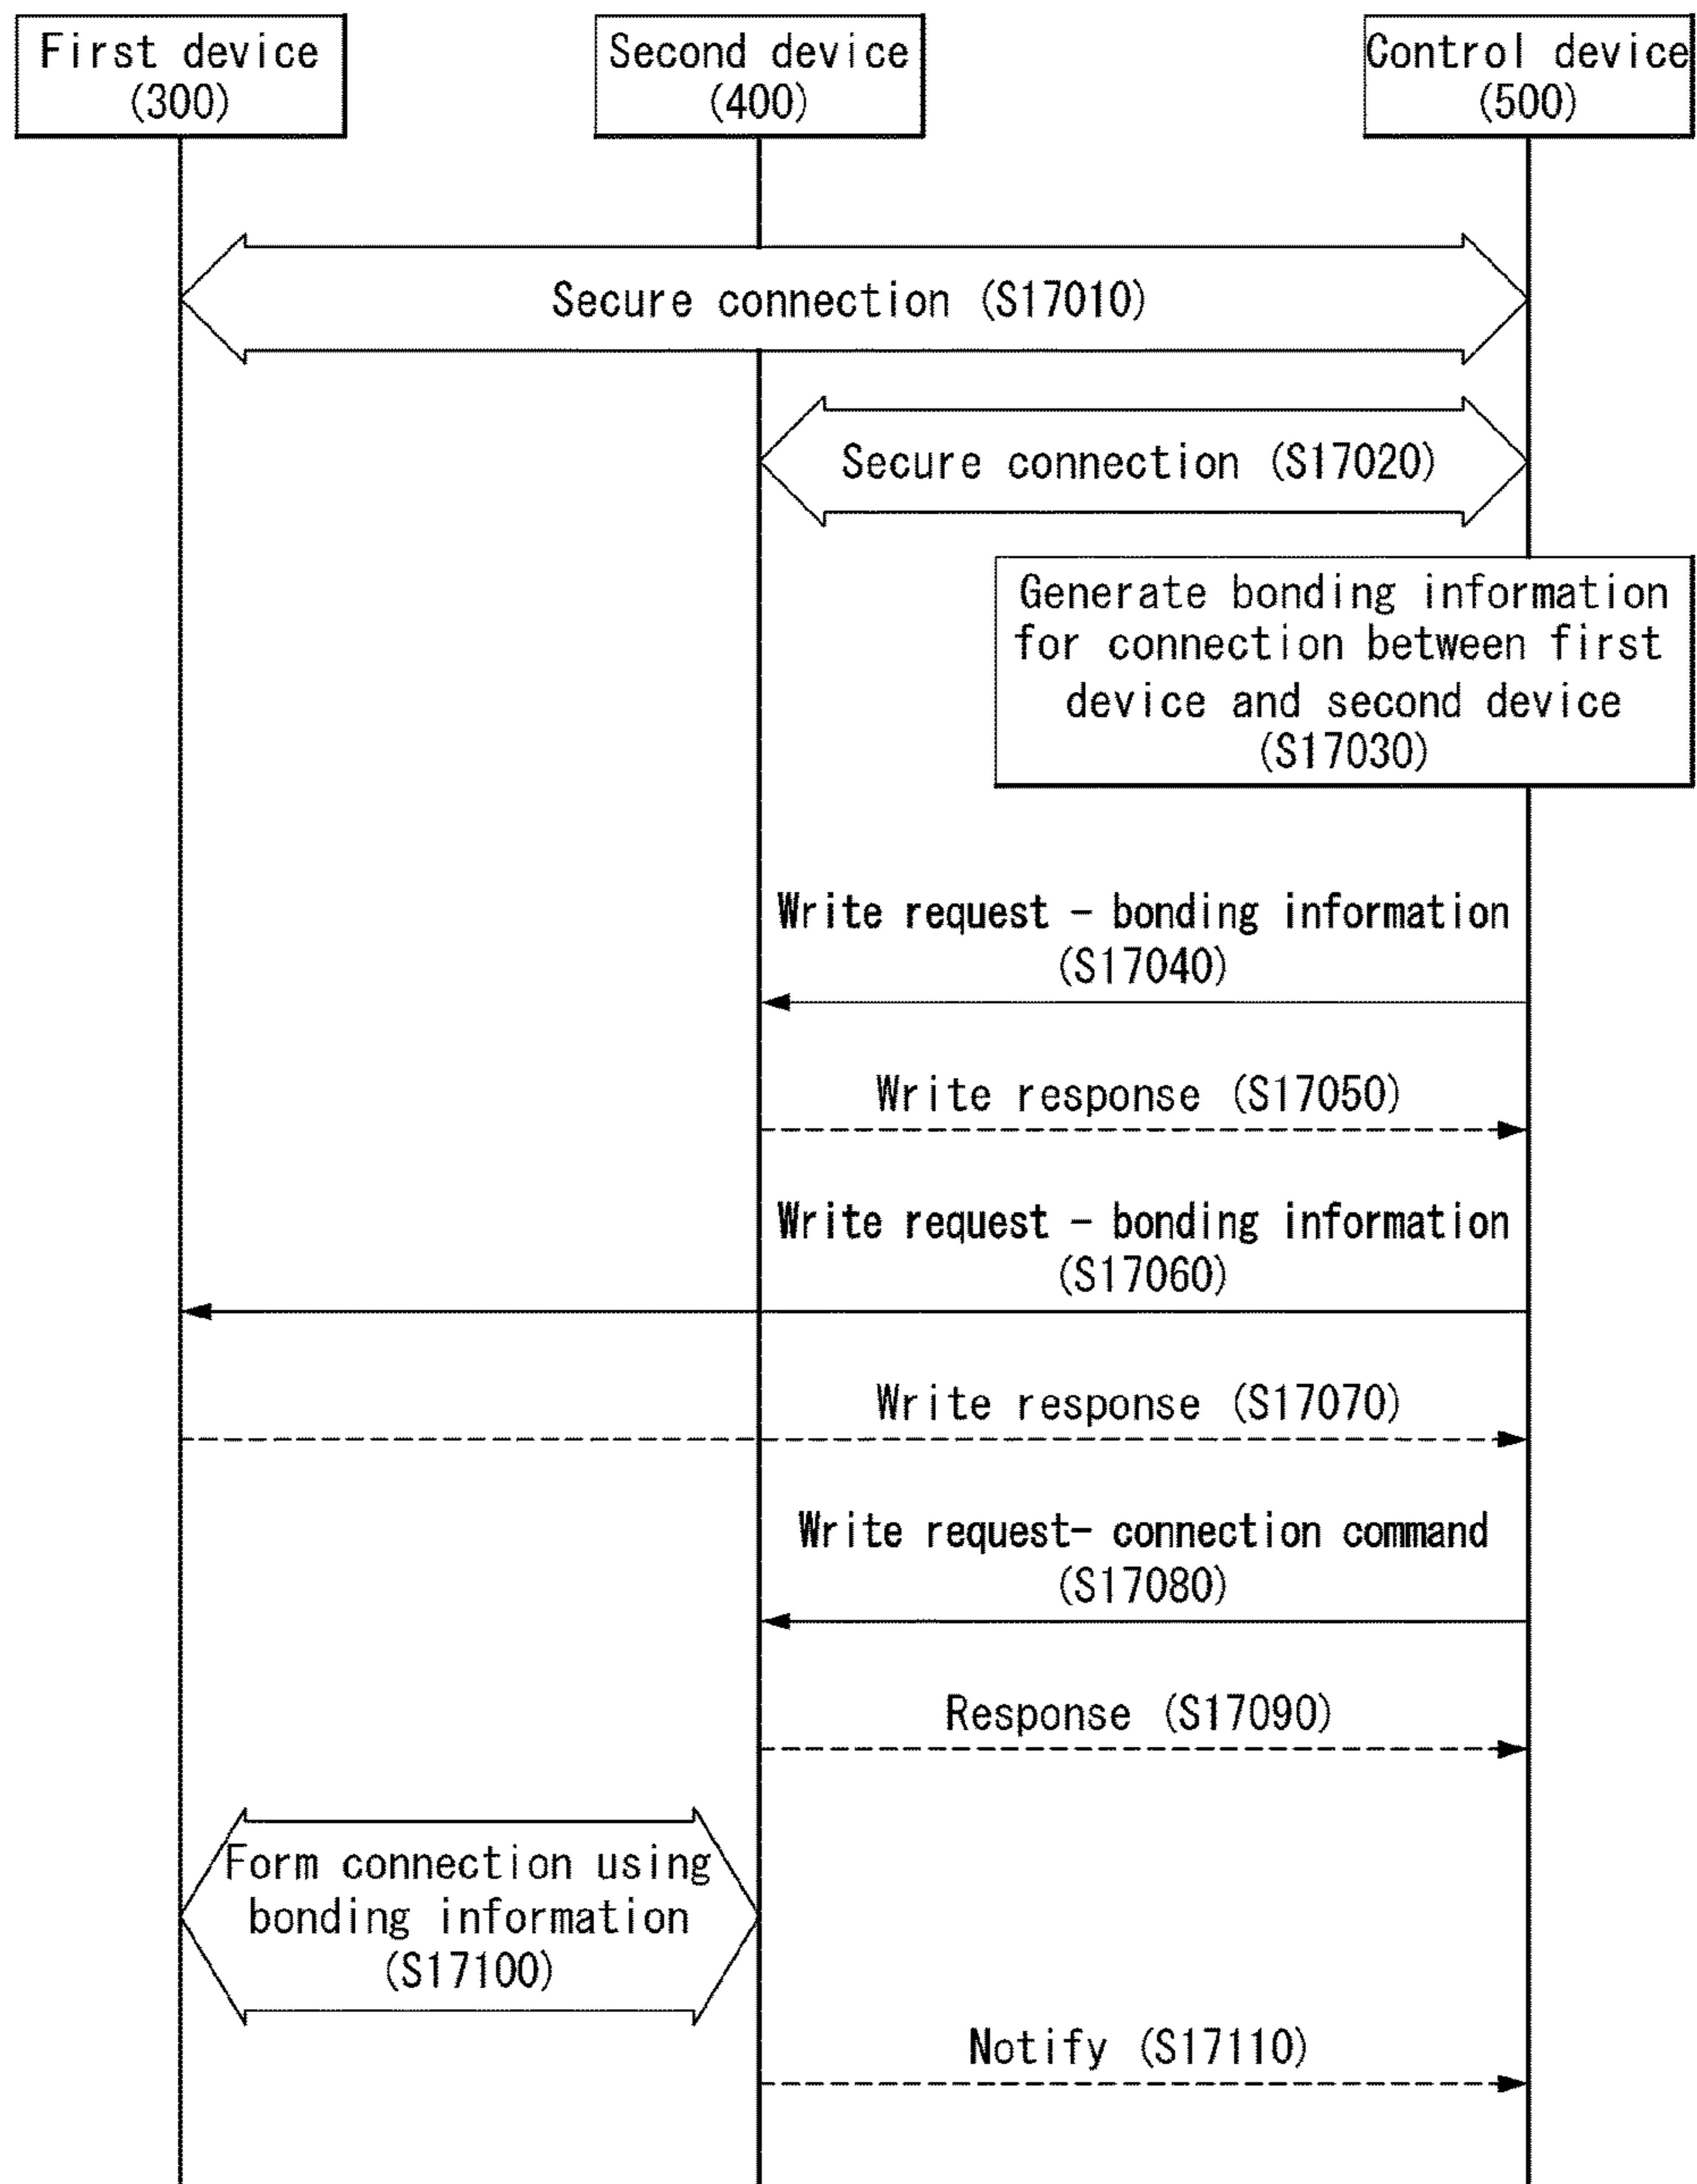 First device
(300)
Second device
(400)
Control device
(500)
Secure connection (S17010)
Secure connection (S17020)
Generate bonding information
for connection between first
device and second device
(S17030)
Write request - bonding information
(S17040)
Write response (S17050)
Write request - bonding information
(S17060)
Write response (S17070)
Write request- connection command
(S17080)
Response (S17090)
Form connection using
bonding information
(S17100)
Notify (S17110)